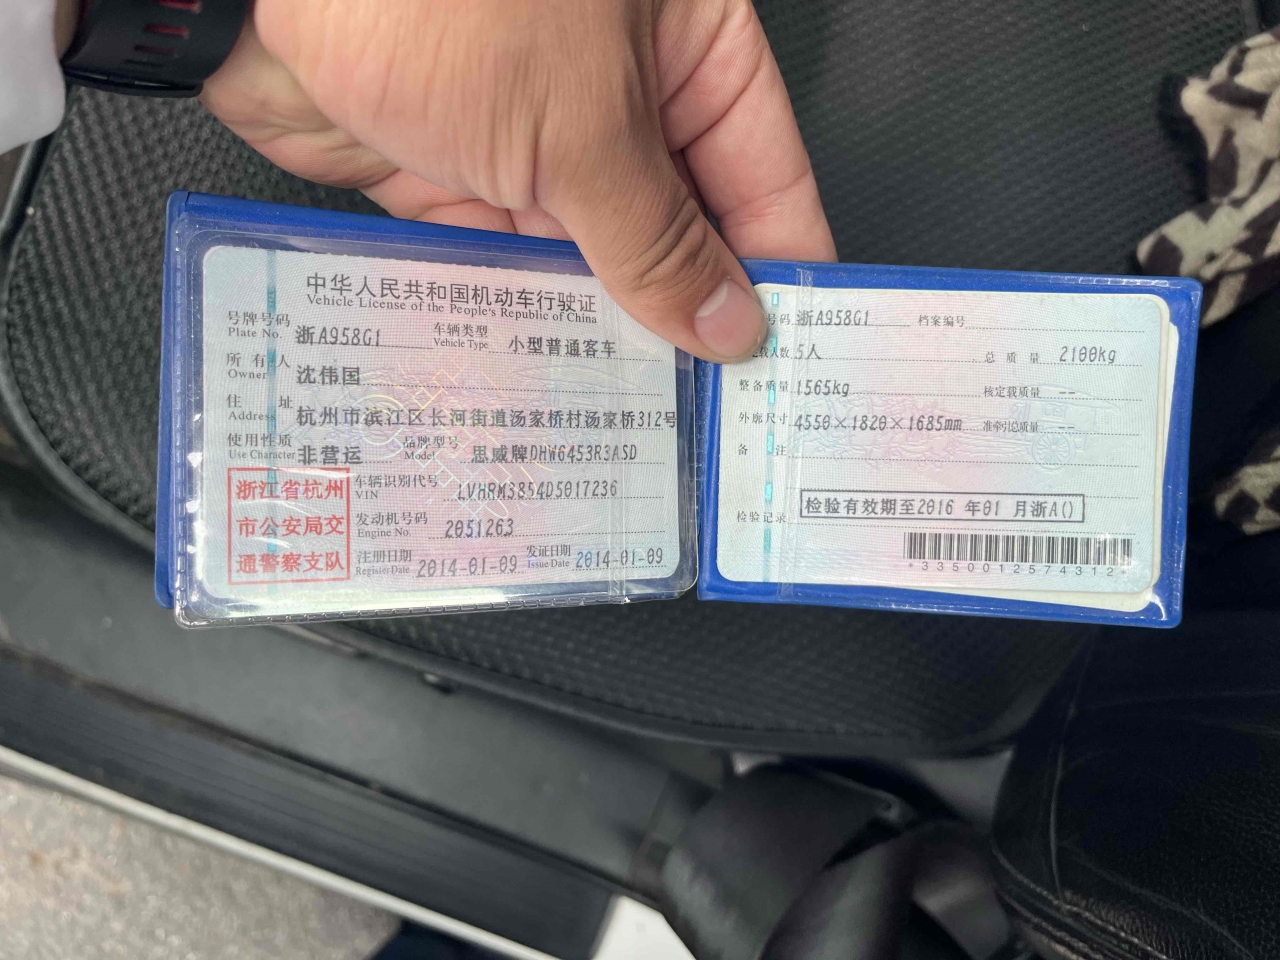 中华人民共和国机动车行驶证
Vehicle License of the People's Republic of China
号牌号码 浙A958G1 车辆类型 小型普通客车
Plate No. Vehicle Type
所有人 沈伟国
Owner
住址 杭州市滨江区长河街道汤家桥村汤家桥312号
Address
使用性质 非营运 品牌型号 思威牌DHW6453R3ASD
Use Character Model
浙江省杭州
市公安局交
通警察支队
车辆识别代号 LVHRM3854D5017236
VIN
发动机号码 2051263
Engine No.
注册日期 2014-01-09 发证日期 2014-01-09
Register Date Issue Date
号码 浙A958G1 档案编号
载人数 5人 总质量 2100kg
整备质量 1565kg 核定载质量 --
外廓尺寸 4550×1820×1685mm 准牵引总质量 --
备注
检验有效期至2016 年01 月浙A()
检验记录
*3350012574312*